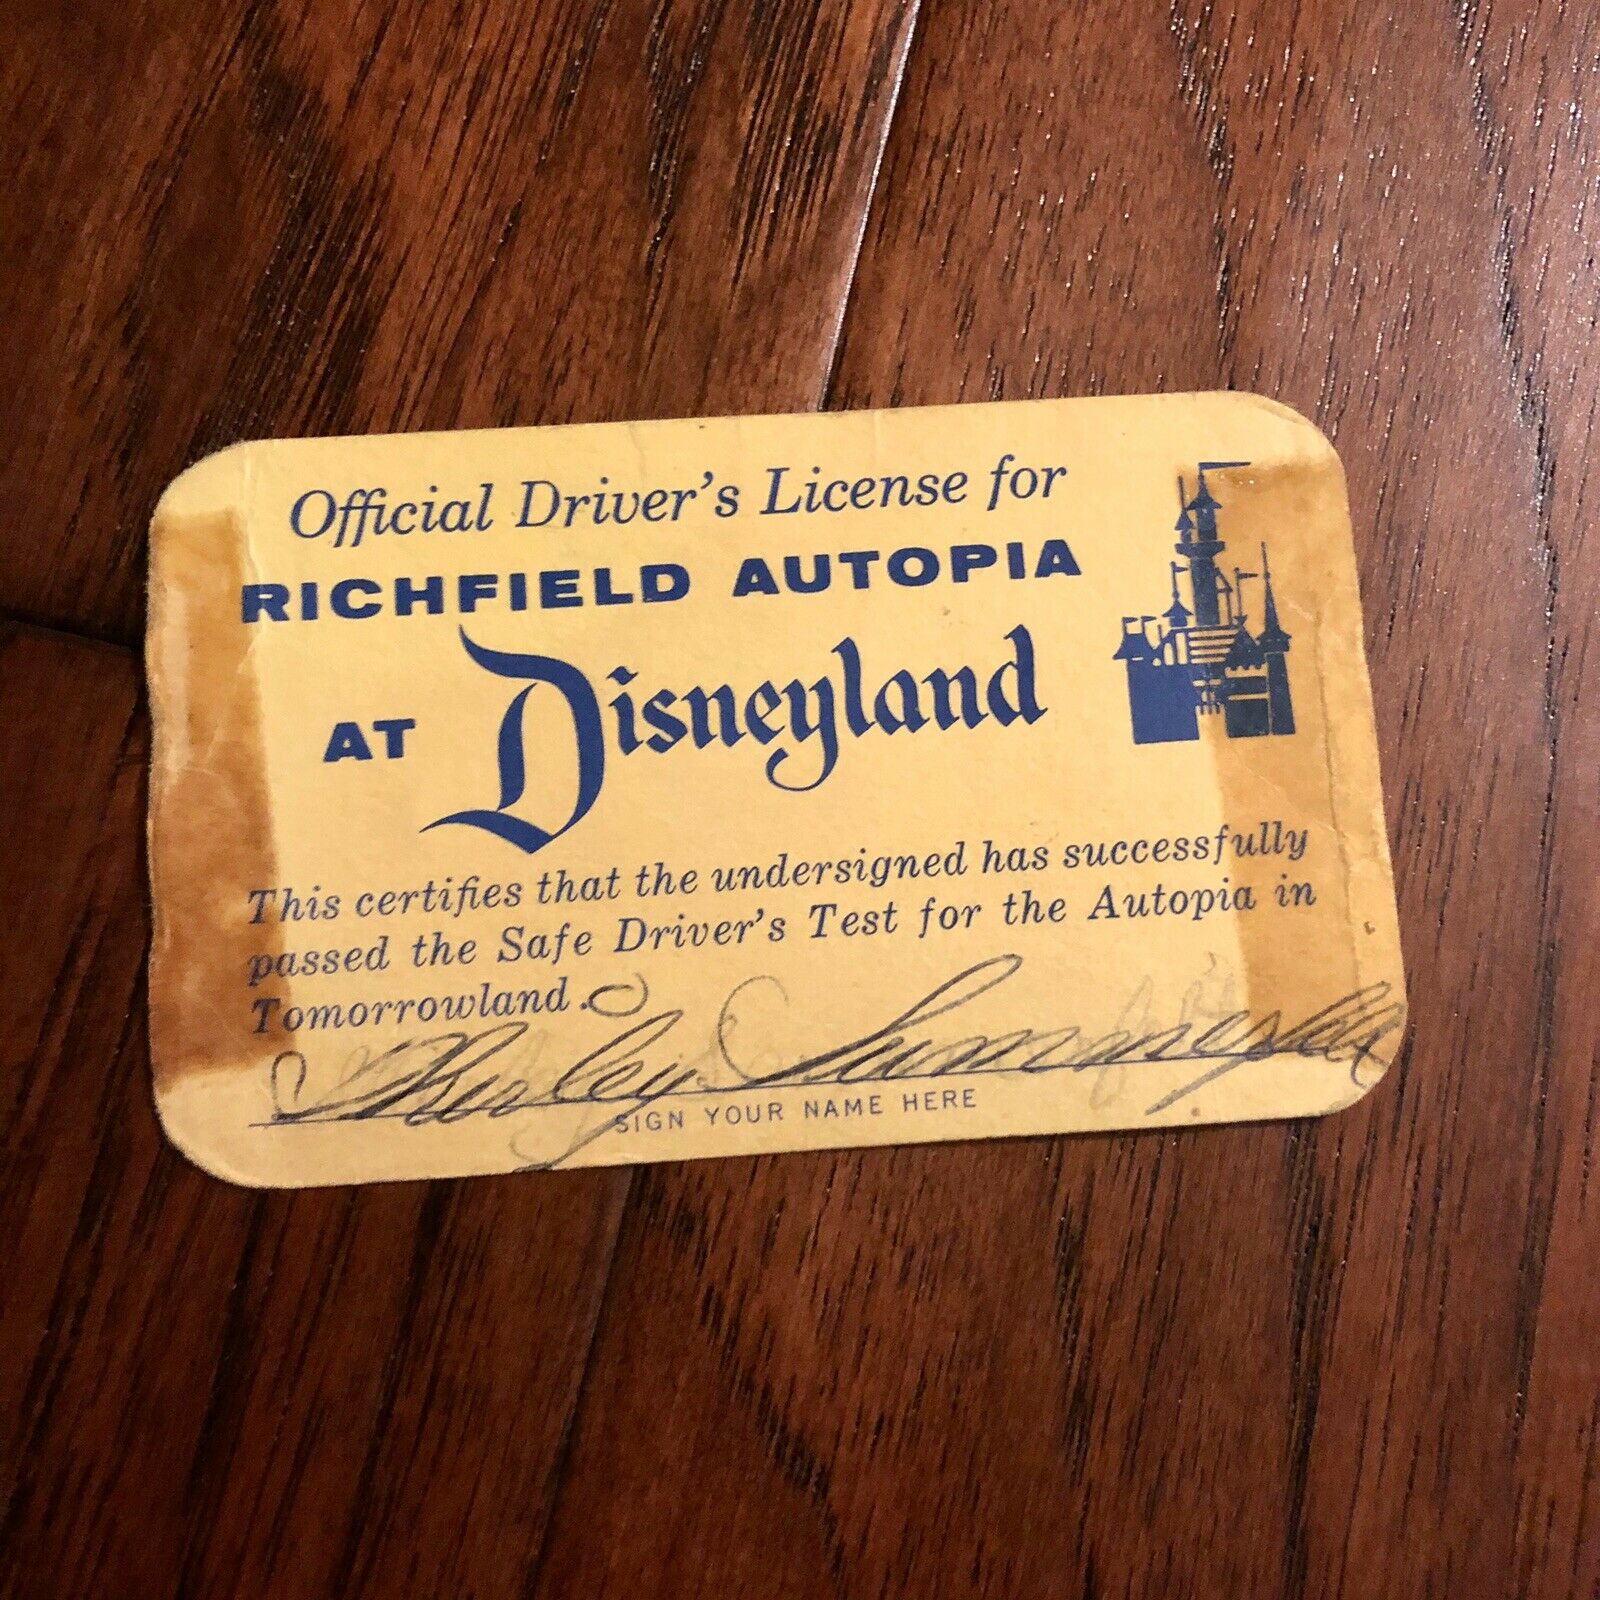 Official Driver's License for
RICHFIELD AUTOPIA
AT Disneyland
This certifies that the undersigned has successfully
passed the Safe Driver's Test for the Autopia in
Tomorrowland.
Shirley
SIGN YOUR NAME HERE